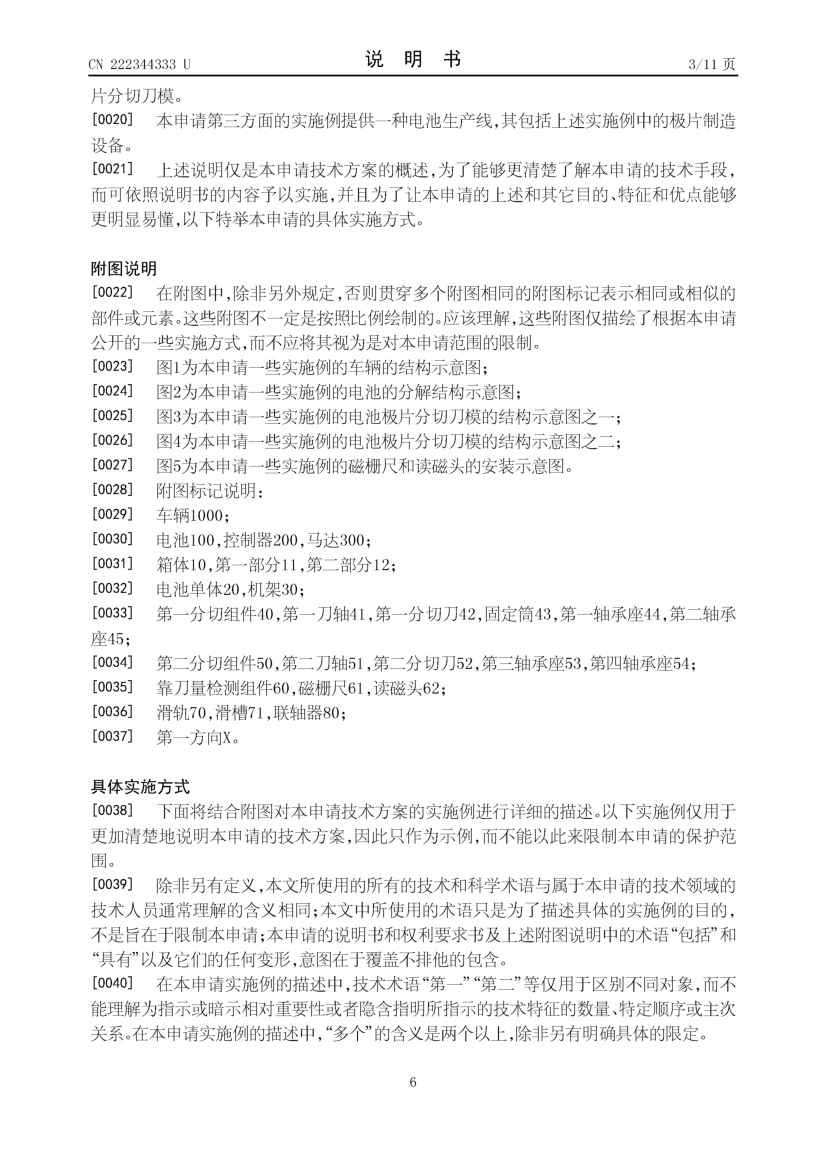 CN 222344333 U
说 明 书
3/11 页
片分切刀模。
[0020] 本申请第三方面的实施例提供一种电池生产线,其包括上述实施例中的极片制造
设备。
[0021] 上述说明仅是本申请技术方案的概述,为了能够更清楚了解本申请的技术手段,
而可依照说明书的内容予以实施,并且为了让本申请的上述和其它目的、特征和优点能够
更明显易懂,以下特举本申请的具体实施方式。
附图说明
[0022] 在附图中,除非另外规定,否则贯穿多个附图相同的附图标记表示相同或相似的
部件或元素。这些附图不一定是按照比例绘制的。应该理解,这些附图仅描绘了根据本申请
公开的一些实施方式,而不应将其视为是对本申请范围的限制。
[0023] 图1为本申请一些实施例的车辆的结构示意图;
[0024] 图2为本申请一些实施例的电池的分解结构示意图;
[0025] 图3为本申请一些实施例的电池极片分切刀模的结构示意图之一;
[0026] 图4为本申请一些实施例的电池极片分切刀模的结构示意图之二;
[0027] 图5为本申请一些实施例的磁栅尺和读磁头的安装示意图。
[0028] 附图标记说明:
[0029] 车辆1000;
[0030] 电池100,控制器200,马达300;
[0031] 箱体10,第一部分11,第二部分12;
[0032] 电池单体20,机架30;
[0033] 第一分切组件40,第一刀轴41,第一分切刀42,固定筒43,第一轴承座44,第二轴承
座45;
[0034] 第二分切组件50,第二刀轴51,第二分切刀52,第三轴承座53,第四轴承座54;
[0035] 靠刀量检测组件60,磁栅尺61,读磁头62;
[0036] 滑轨70,滑槽71,联轴器80;
[0037] 第一方向X。
具体实施方式
[0038] 下面将结合附图对本申请技术方案的实施例进行详细的描述。以下实施例仅用于
更加清楚地说明本申请的技术方案,因此只作为示例,而不能以此来限制本申请的保护范
围。
[0039] 除非另有定义,本文所使用的所有的技术和科学术语与属于本申请的技术领域的
技术人员通常理解的含义相同;本文中所使用的术语只是为了描述具体的实施例的目的,
不是旨在于限制本申请;本申请的说明书和权利要求书及上述附图说明中的术语“包括”和
“具有”以及它们的任何变形,意图在于覆盖不排他的包含。
[0040] 在本申请实施例的描述中,技术术语“第一”“第二”等仅用于区别不同对象,而不
能理解为指示或暗示相对重要性或者隐含指明所指示的技术特征的数量、特定顺序或主次
关系。在本申请实施例的描述中,“多个”的含义是两个以上,除非另有明确具体的限定。
6